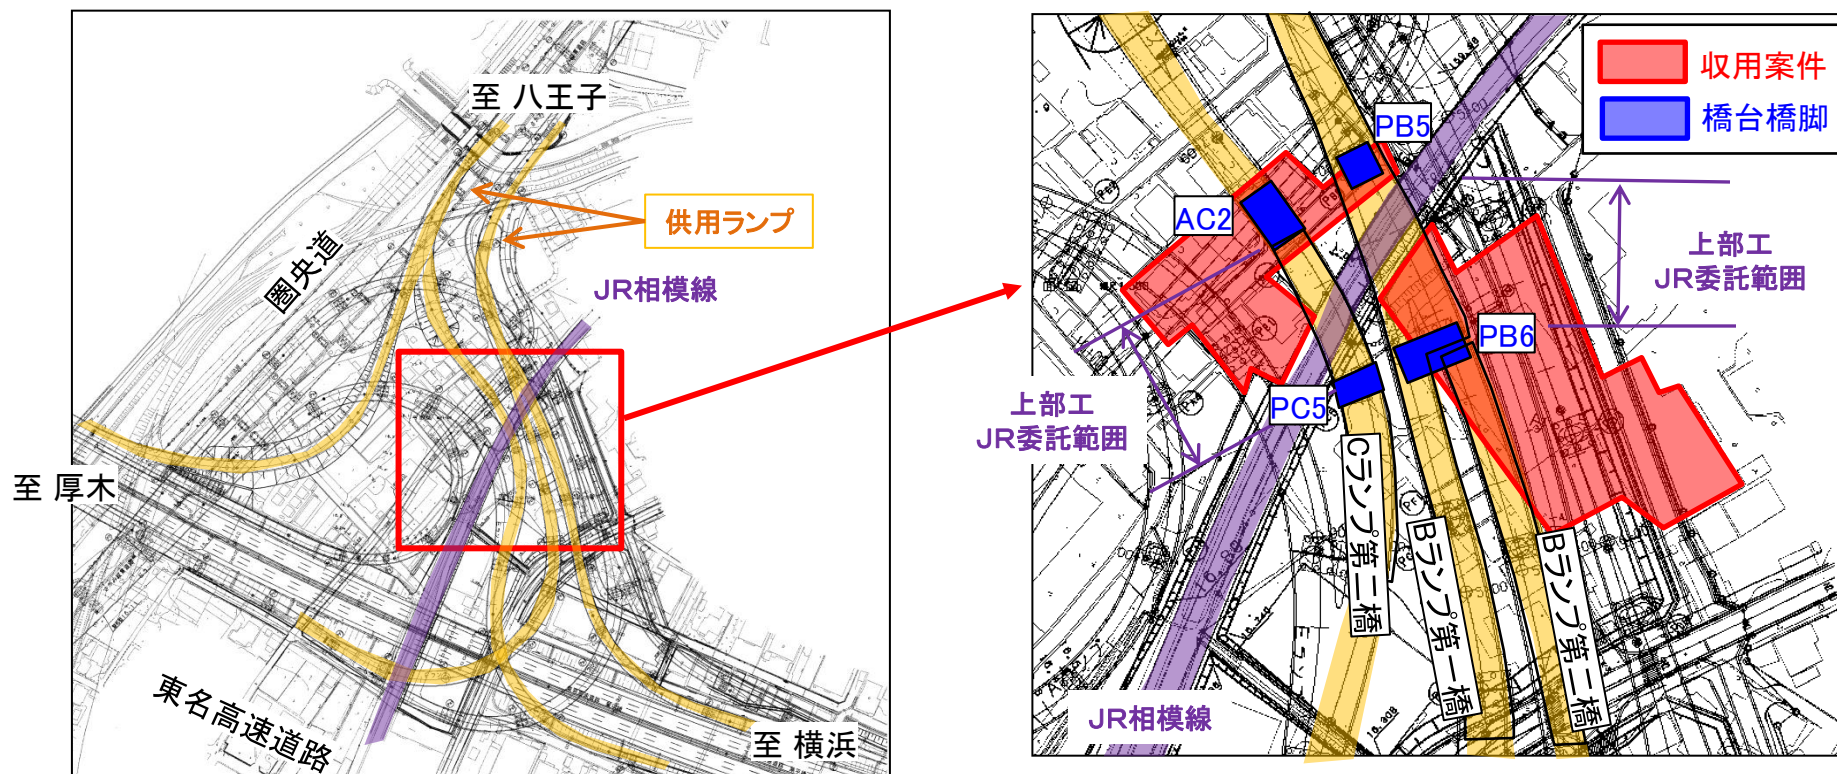 至 八王子
供用ランプ
圏央道
JR相模線
至 厚木
東名高速道路
至 横浜
収用案件
橋台橋脚
PB5
AC2
上部工
JR委託範囲
PB6
PC5
上部工
JR委託範囲
Cランプ第二橋
Bランプ第一橋
Bランプ第二橋
JR相模線